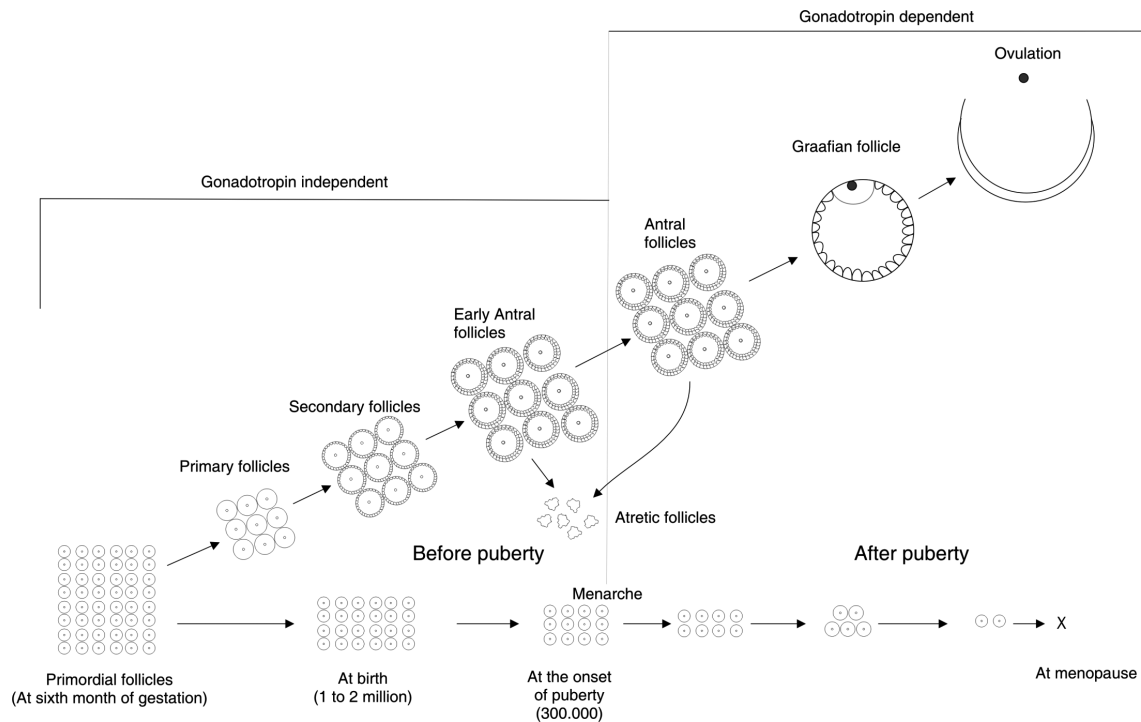 Gonadotropin dependent
Ovulation
Graafian follicle
Gonadotropin independent
Antral
follicles
Early Antral
follicles
Secondary follicles
Primary follicles
Atretic follicles
Before puberty
After puberty
Menarche
X
Primordial follicles
(At sixth month of gestation)
At birth
(1 to 2 million)
At the onset
of puberty
(300.000)
At menopause